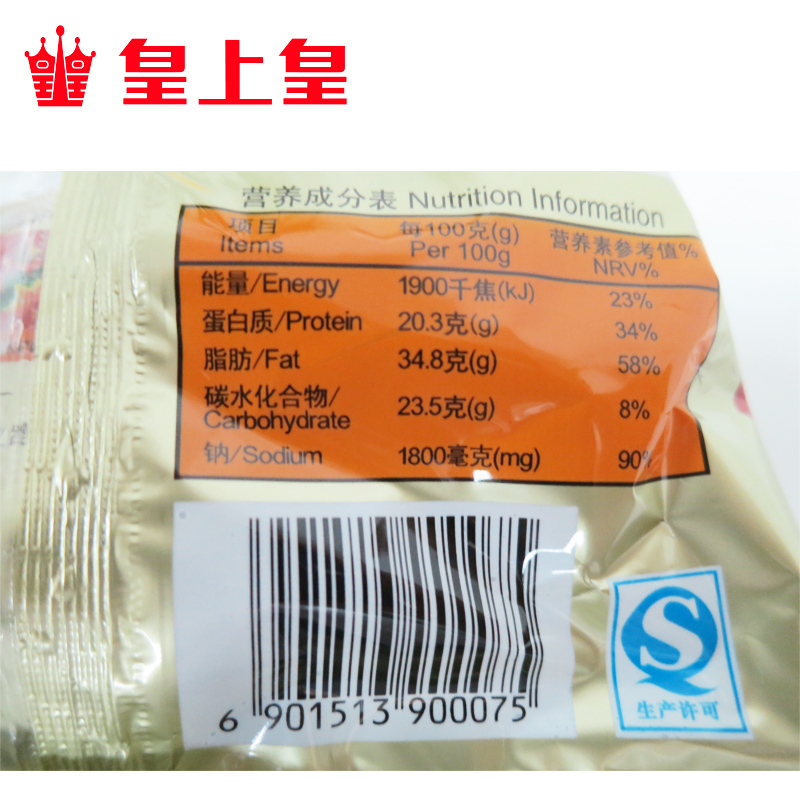 皇上皇
营养成分表 Nutrition Information
项目 每100克(g) 营养素参考值%
Items Per 100g NRV%
能量/Energy 1900千焦(kJ) 23%
蛋白质/Protein 20.3克(g) 34%
脂肪/Fat 34.8克(g) 58%
碳水化合物/
Carbohydrate 23.5克(g) 8%
钠/Sodium 1800毫克(mg) 90%
6 901513 900075
S
生产许可